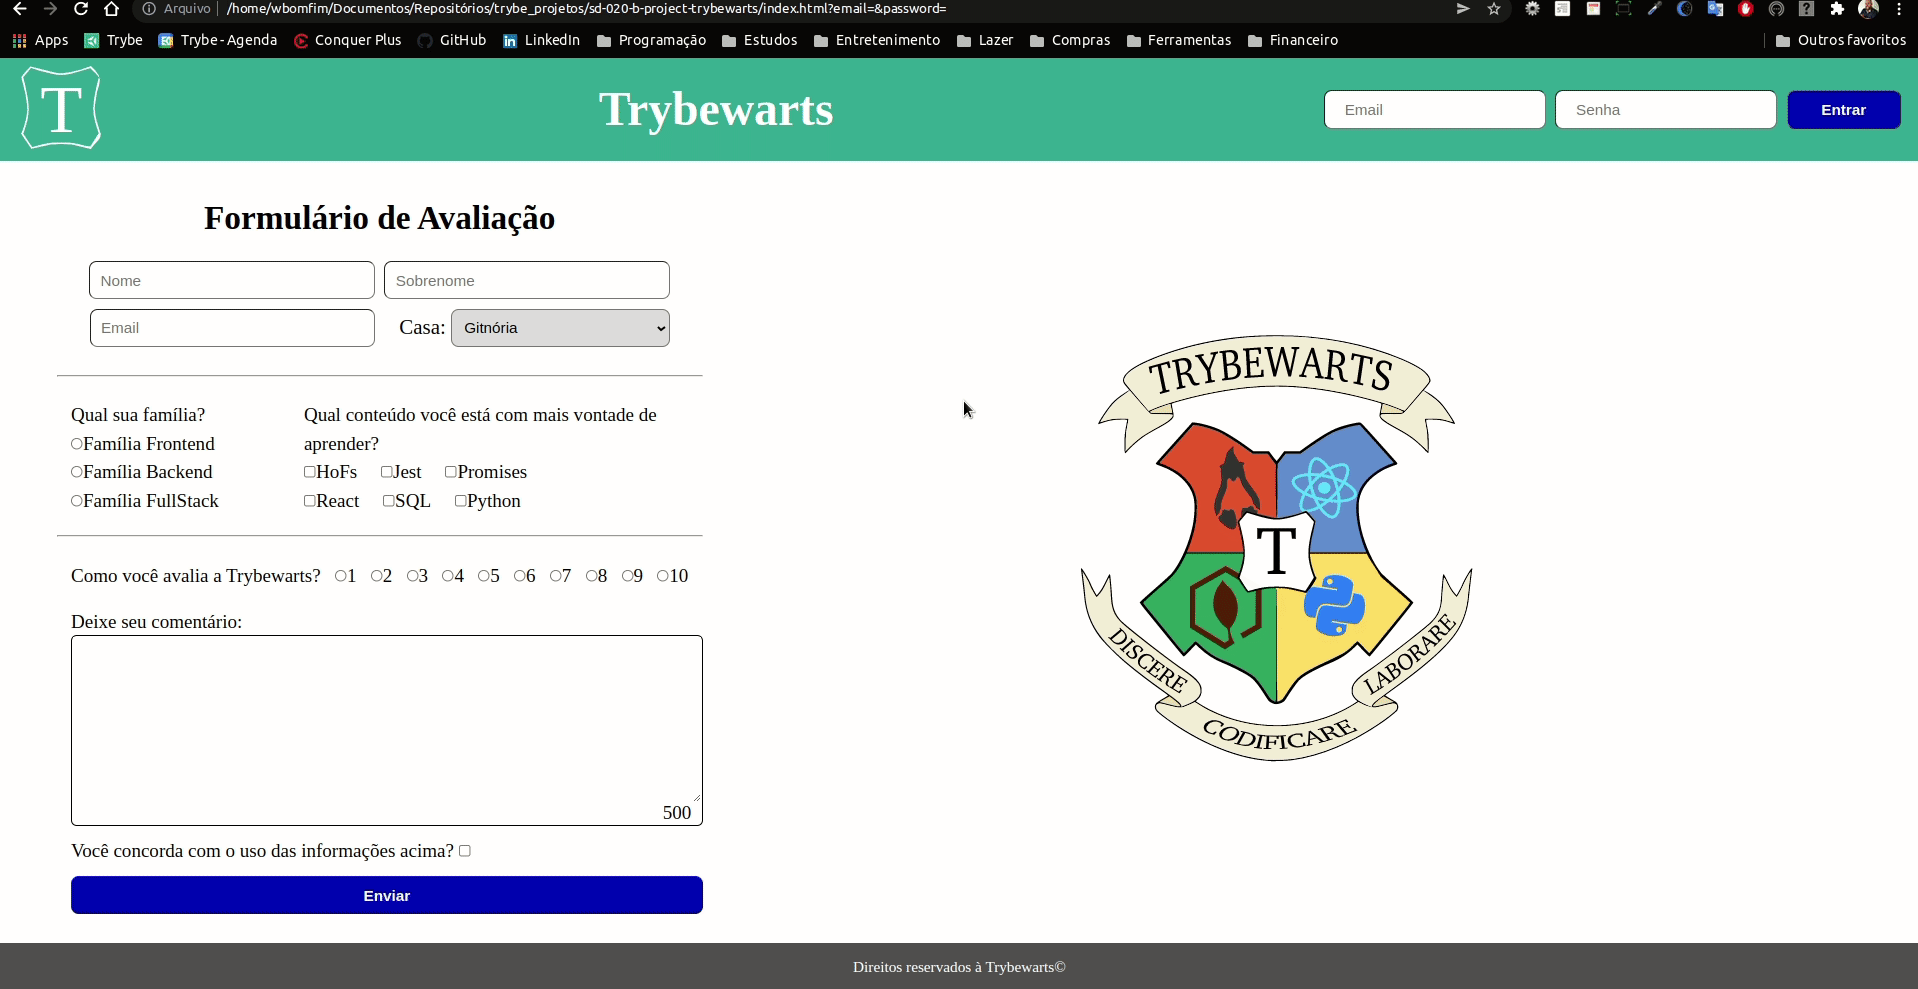 Arquivo | /home/wbomfim/Documentos/Repositórios/trybe_projetos/sd-020-b-project-trybewarts/index.html?email=&password=
Apps Trybe Trybe - Agenda Conquer Plus GitHub LinkedIn Programação Estudos Entretenimento Lazer Compras Ferramentas Financeiro Outros favoritos
T Trybewarts Email Senha Entrar
Formulário de Avaliação
Nome Sobrenome
Email Casa: Gitnória
Qual sua família?
Família Frontend
Família Backend
Família FullStack
Qual conteúdo você está com mais vontade de
aprender?
HoFs Jest Promises
React SQL Python
Como você avalia a Trybewarts? 1 2 3 4 5 6 7 8 9 10
Deixe seu comentário:
500
Você concorda com o uso das informações acima?
Enviar
TRYBEWARTS
T
DISCERE
CODIFICARE
LABORARE
Direitos reservados à Trybewarts©